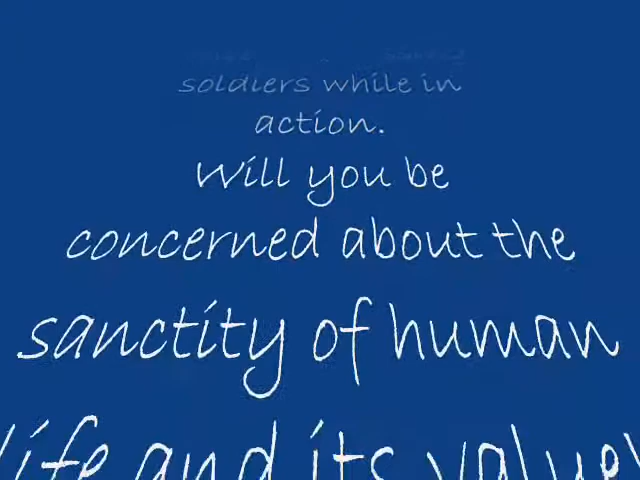 soldiers while in
action.
Will you be
concerned about the
sanctity of human
life and its value